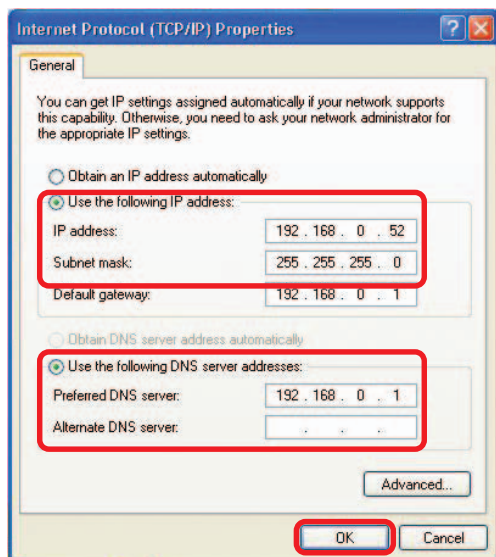 Internet Protocol (TCP/IP) Properties
General
You can get IP settings assigned automatically if your network supports
this capability. Otherwise, you need to ask your network administrator for
the appropriate IP settings.
Obtain an IP address automatically
Use the following IP address:
IP address: 192 . 168 . 0 . 52
Subnet mask: 255 . 255 . 255 . 0
Default gateway: 192 . 168 . 0 . 1
Obtain DNS server address automatically
Use the following DNS server addresses:
Preferred DNS server: 192 . 168 . 0 . 1
Alternate DNS server: . . .
Advanced...
OK Cancel